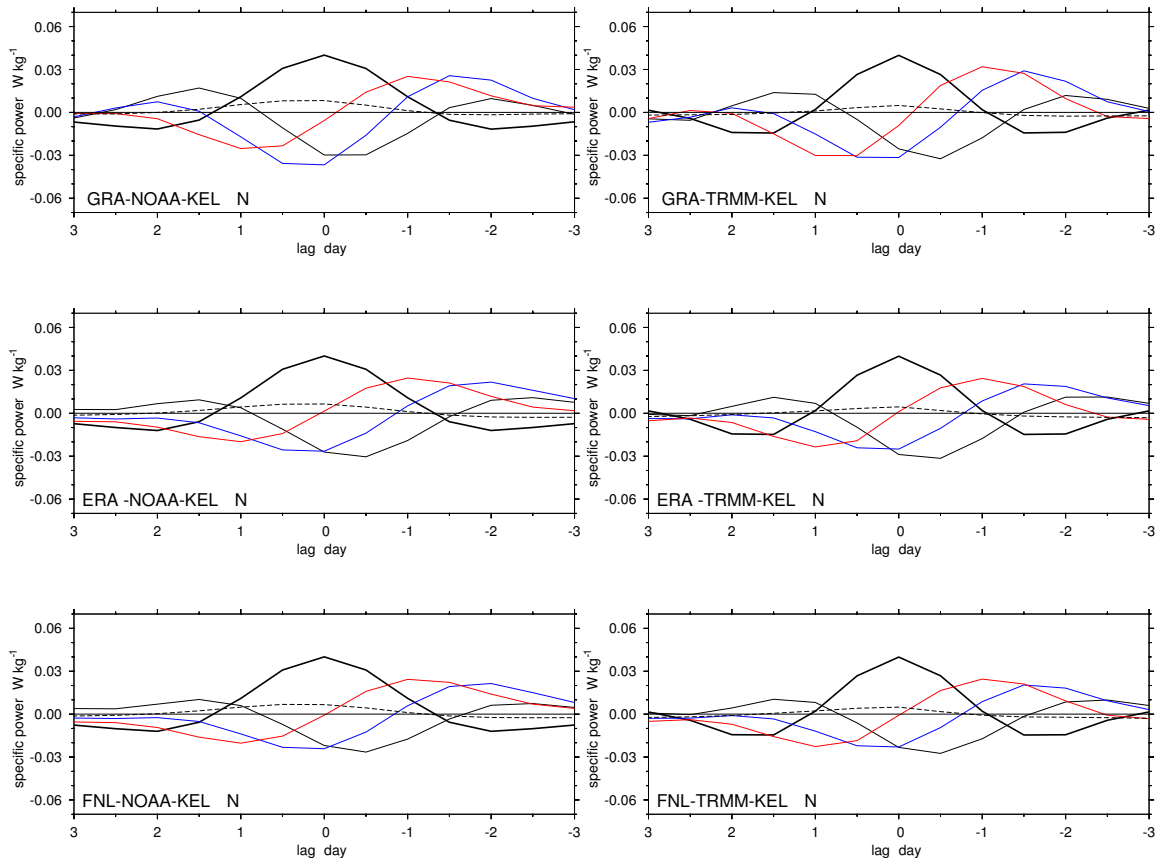 0.06
0.03
0.00
-0.03
-0.06
specific power W kg-1
GRA-NOAA-KEL N
3 2 1 0 -1 -2 -3
lag day
0.06
0.03
0.00
-0.03
-0.06
specific power W kg-1
GRA-TRMM-KEL N
3 2 1 0 -1 -2 -3
lag day
0.06
0.03
0.00
-0.03
-0.06
specific power W kg-1
ERA -NOAA-KEL N
3 2 1 0 -1 -2 -3
lag day
0.06
0.03
0.00
-0.03
-0.06
specific power W kg-1
ERA -TRMM-KEL N
3 2 1 0 -1 -2 -3
lag day
0.06
0.03
0.00
-0.03
-0.06
specific power W kg-1
FNL-NOAA-KEL N
3 2 1 0 -1 -2 -3
lag day
0.06
0.03
0.00
-0.03
-0.06
specific power W kg-1
FNL-TRMM-KEL N
3 2 1 0 -1 -2 -3
lag day